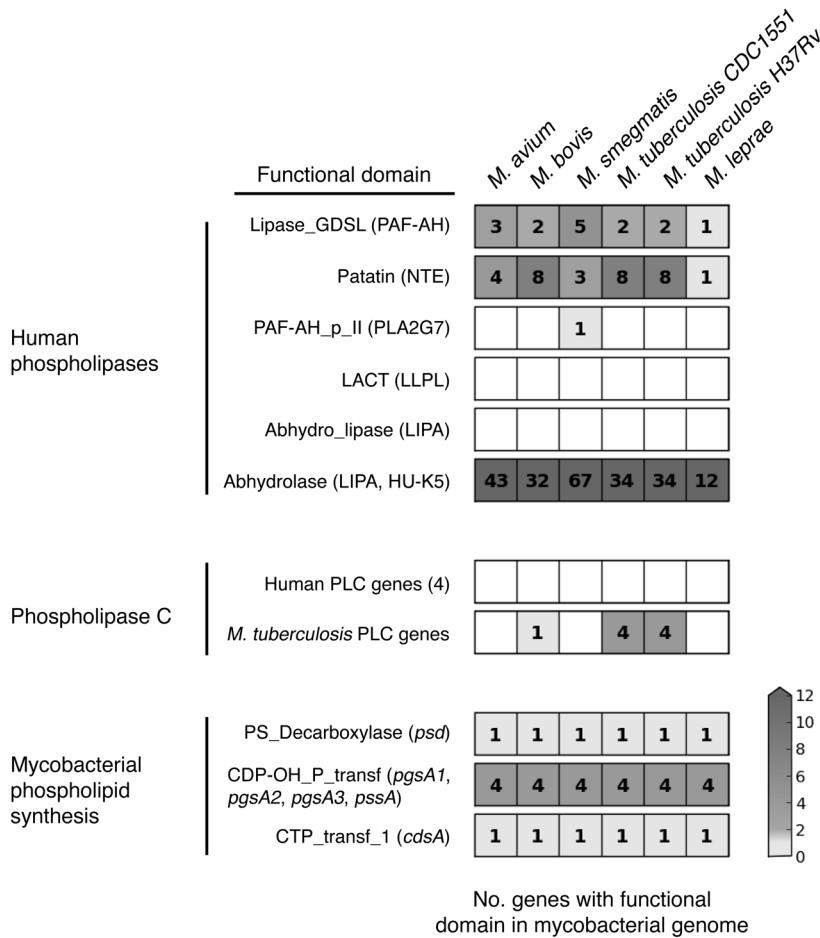 M. avium
M. bovis
M. smegmatis
M. tuberculosis CDC1551
M. tuberculosis H37Rv
M. leprae
Functional domain
Human
phospholipases
Lipase_GDSL (PAF-AH) 3 2 5 2 2 1
Patatin (NTE) 4 8 3 8 8 1
PAF-AH_p_II (PLA2G7) 1
LACT (LLPL)
Abhydro_lipase (LIPA)
Abhydrolase (LIPA, HU-K5) 43 32 67 34 34 12
Phospholipase C
Human PLC genes (4)
M. tuberculosis PLC genes 1 4 4
Mycobacterial
phospholipid
synthesis
PS_Decarboxylase (psd) 1 1 1 1 1 1
CDP-OH_P_transf (pgsA1,
pgsA2, pgsA3, pssA) 4 4 4 4 4 4
CTP_transf_1 (cdsA) 1 1 1 1 1 1
12
10
8
6
4
2
0
No. genes with functional
domain in mycobacterial genome